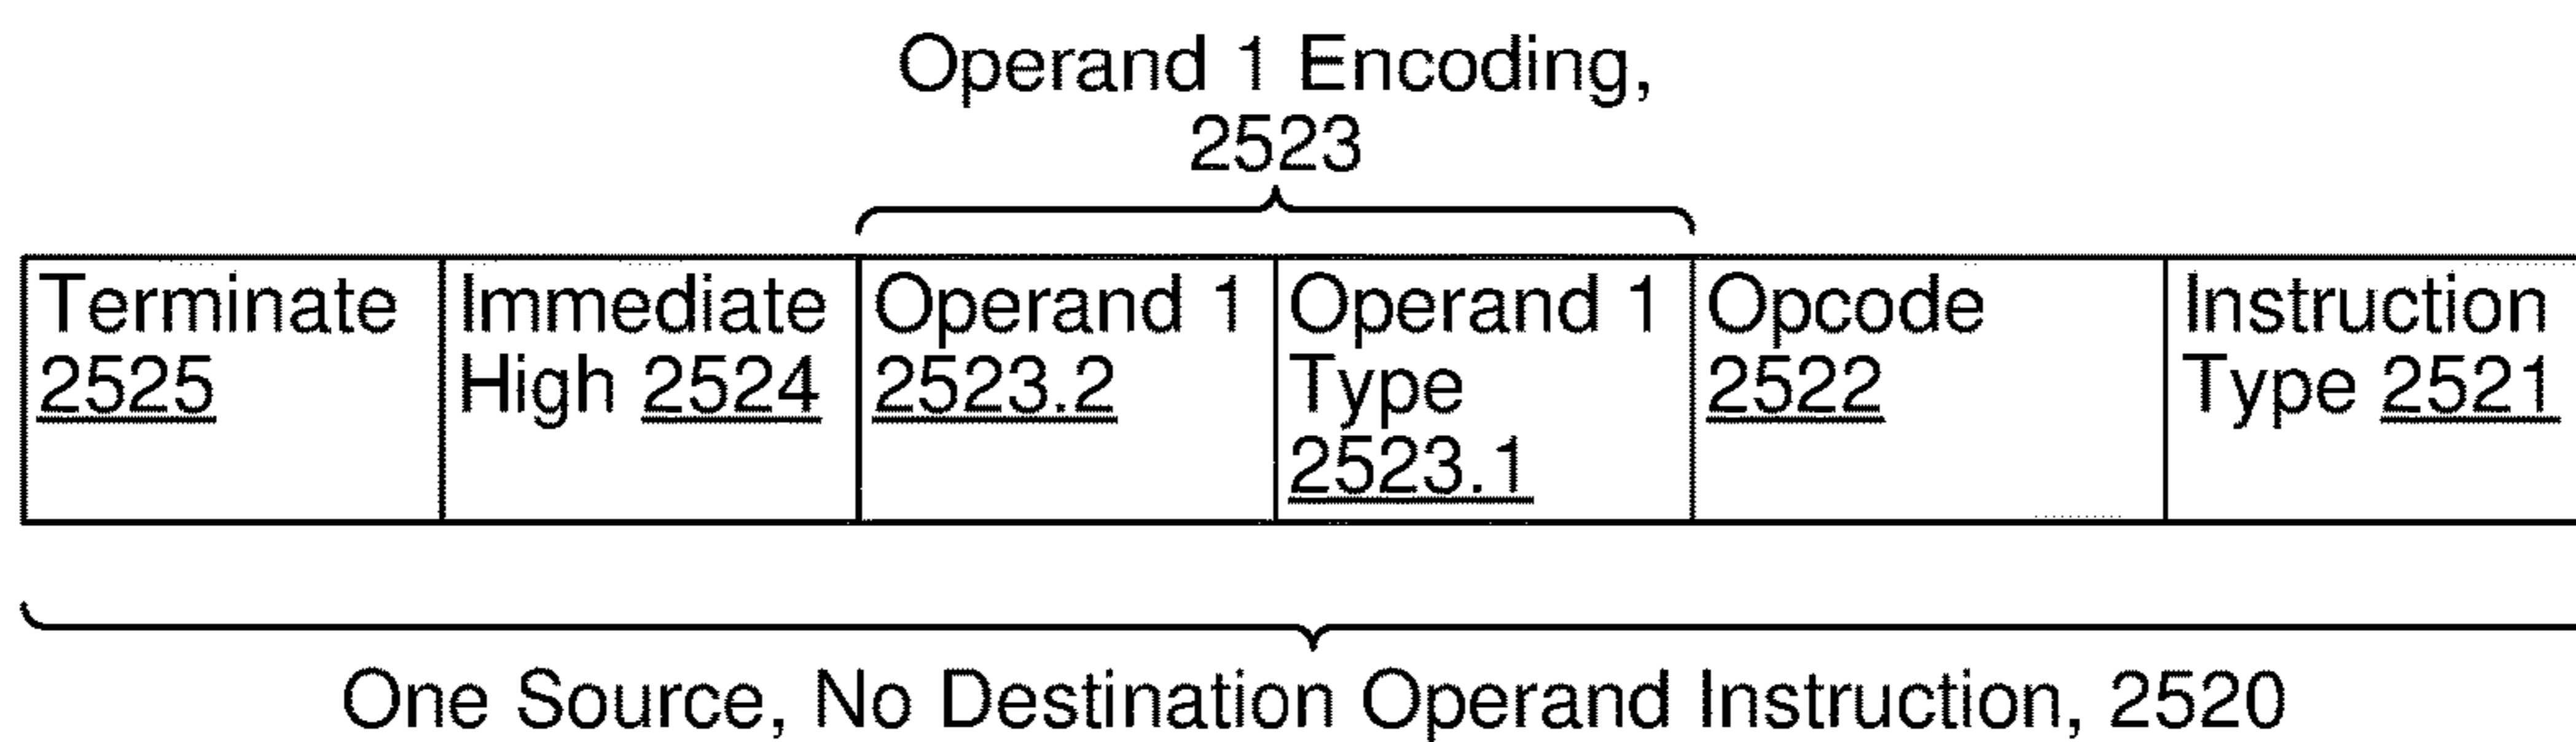 Operand 1 Encoding,
2523
Terminate
2525
Immediate
High 2524
Operand 1
2523.2
Operand 1
Type
2523.1
Opcode
2522
Instruction
Type 2521
One Source, No Destination Operand Instruction, 2520